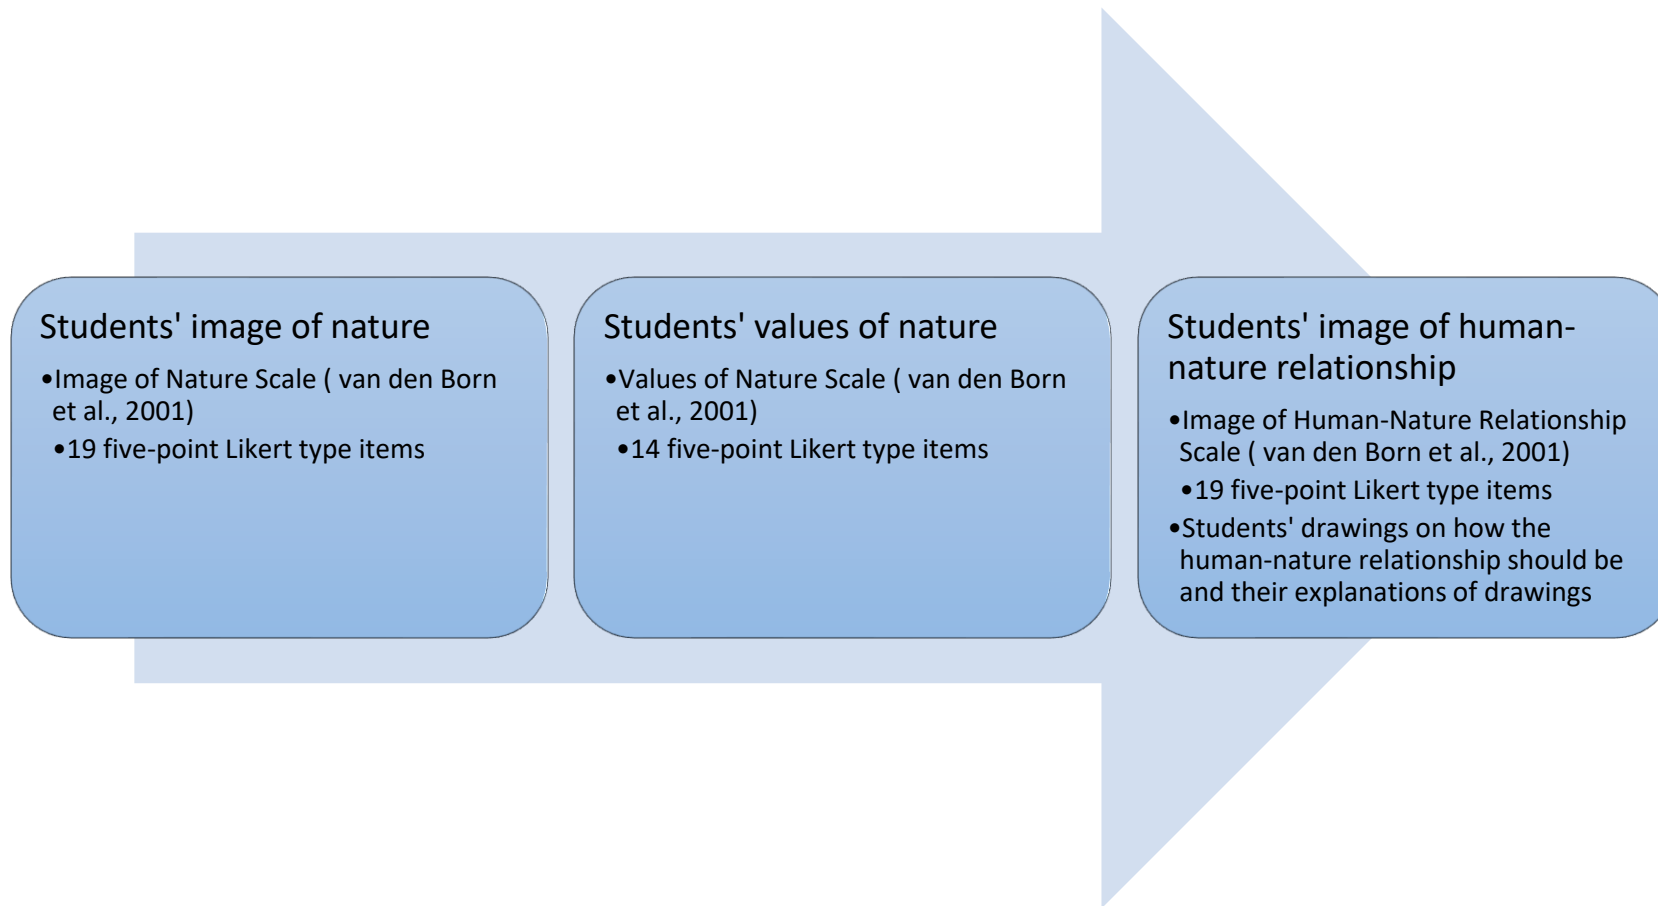 Students' image of nature
•Image of Nature Scale ( van den Born
et al., 2001)
•19 five-point Likert type items
Students' values of nature
•Values of Nature Scale ( van den Born
et al., 2001)
•14 five-point Likert type items
Students' image of human-
nature relationship
•Image of Human-Nature Relationship
Scale ( van den Born et al., 2001)
•19 five-point Likert type items
•Students' drawings on how the
human-nature relationship should be
and their explanations of drawings